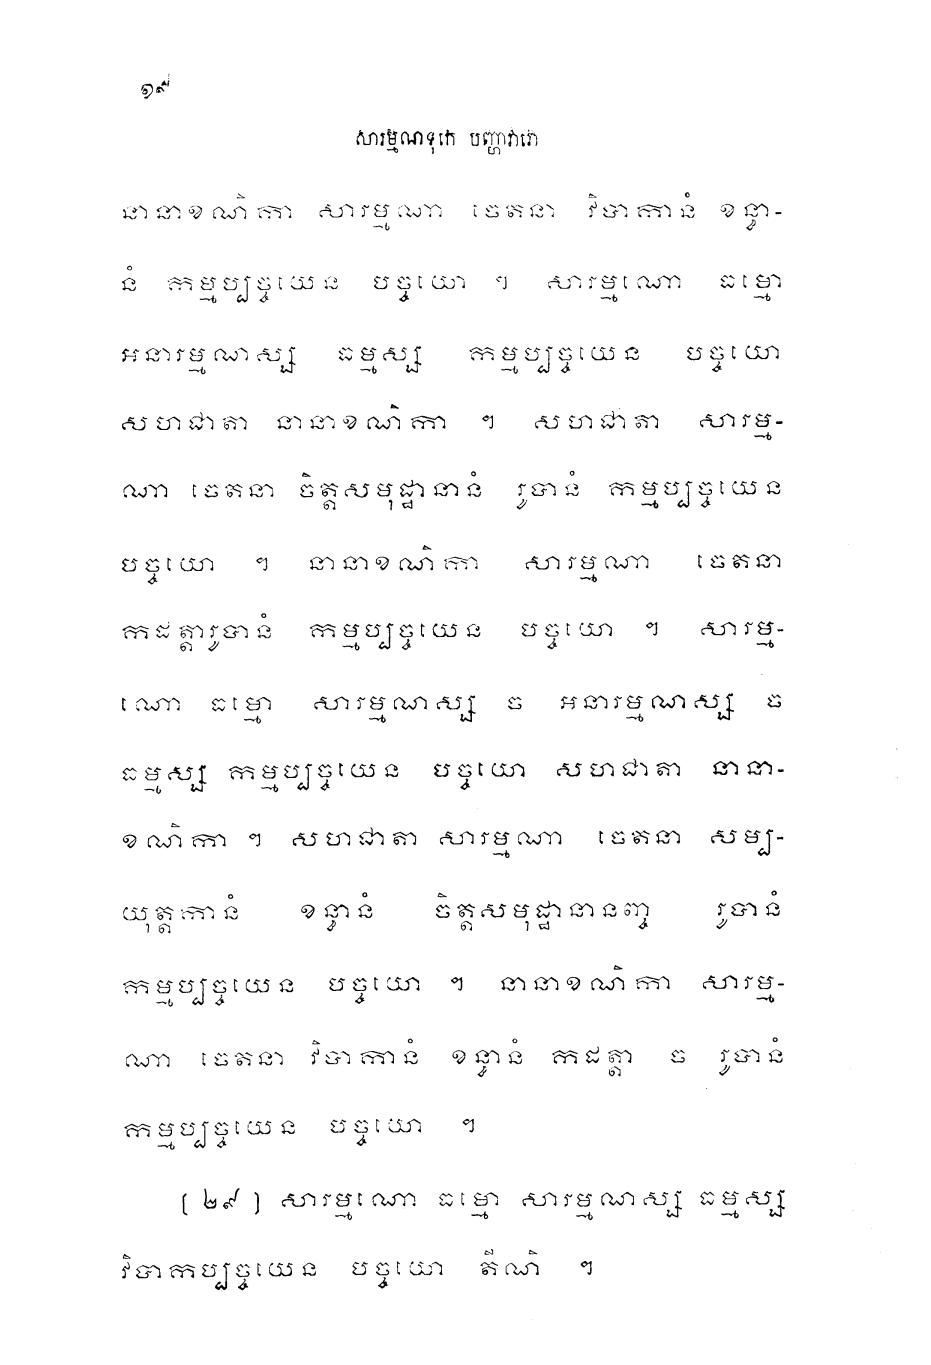 ១៩
សារម្មណទុកេ បញ្ហាវារោ
នានាខណិកា សារម្មណា ចេតនា វិបាកានំ ខន្ធា-
នំ កម្មប្បច្ចយេន បច្ចយោ ។ សារម្មណោ ធម្មោ
អនារម្មណស្ស ធម្មស្ស កម្មប្បច្ចយេន បច្ចយោ
សហជាតា នានាខណិកា ។ សហជាតា សារម្ម-
ណា ចេតនា ចិត្តសមុដ្ឋានានំ រូបានំ កម្មប្បច្ចយេន
បច្ចយោ ។ នានាខណិកា សារម្មណា ចេតនា
កដត្តារូបានំ កម្មប្បច្ចយេន បច្ចយោ ។ សារម្ម-
ណោ ធម្មោ សារម្មណស្ស ច អនារម្មណស្ស ច
ធម្មស្ស កម្មប្បច្ចយេន បច្ចយោ សហជាតា នានា-
ខណិកា ។ សហជាតា សារម្មណា ចេតនា សម្ប-
យុត្តកានំ ខន្ធានំ ចិត្តសមុដ្ឋានានញ្ច រូបានំ
កម្មប្បច្ចយេន បច្ចយោ ។ នានាខណិកា សារម្ម-
ណា ចេតនា វិបាកានំ ខន្ធានំ កដត្តា ច រូបានំ
កម្មប្បច្ចយេន បច្ចយោ ។
[ ២៩ ] សារម្មណោ ធម្មោ សារម្មណស្ស ធម្មស្ស
វិបាកប្បច្ចយេន បច្ចយោ តីណិ ។